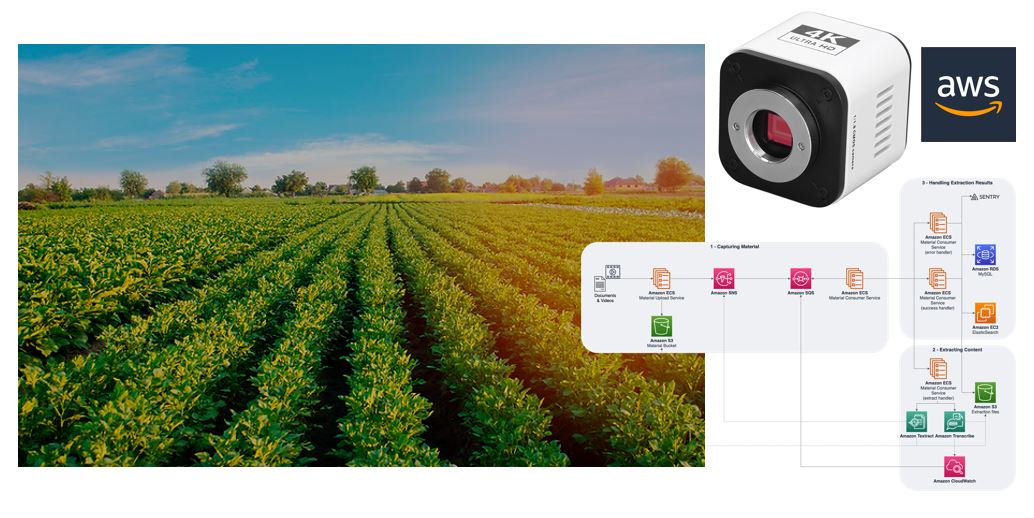 4K
ULTRA HD
aws
3 - Handling Extraction Results
SENTRY
Amazon ECS
Material Consumer
Service
(error handler)
Amazon RDS
MySQL
Amazon ECS
Material Consumer
Service
(success handler)
Amazon EC2
ElasticSearch
1 - Capturing Material
Documents
& Videos
Amazon ECS
Material Upload Service
Amazon SNS
Amazon SQS
Amazon ECS
Material Consumer Service
Amazon S3
Material Bucket
2 - Extracting Content
Amazon ECS
Material Consumer
Service
(extract handler)
Amazon S3
Extraction files
Amazon Textract
Amazon Transcribe
Amazon CloudWatch